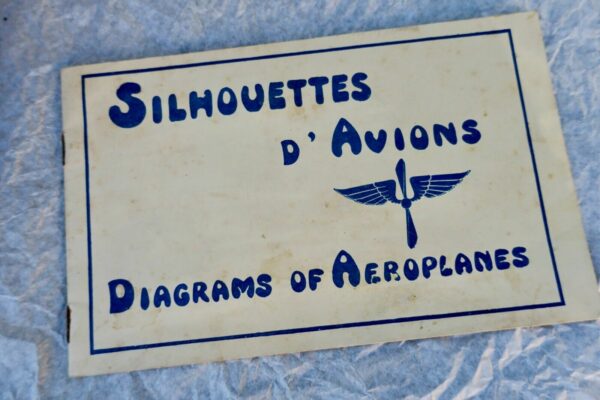 SILHOUETTES
D' AVIONS
DIAGRAMS OF AEROPLANES